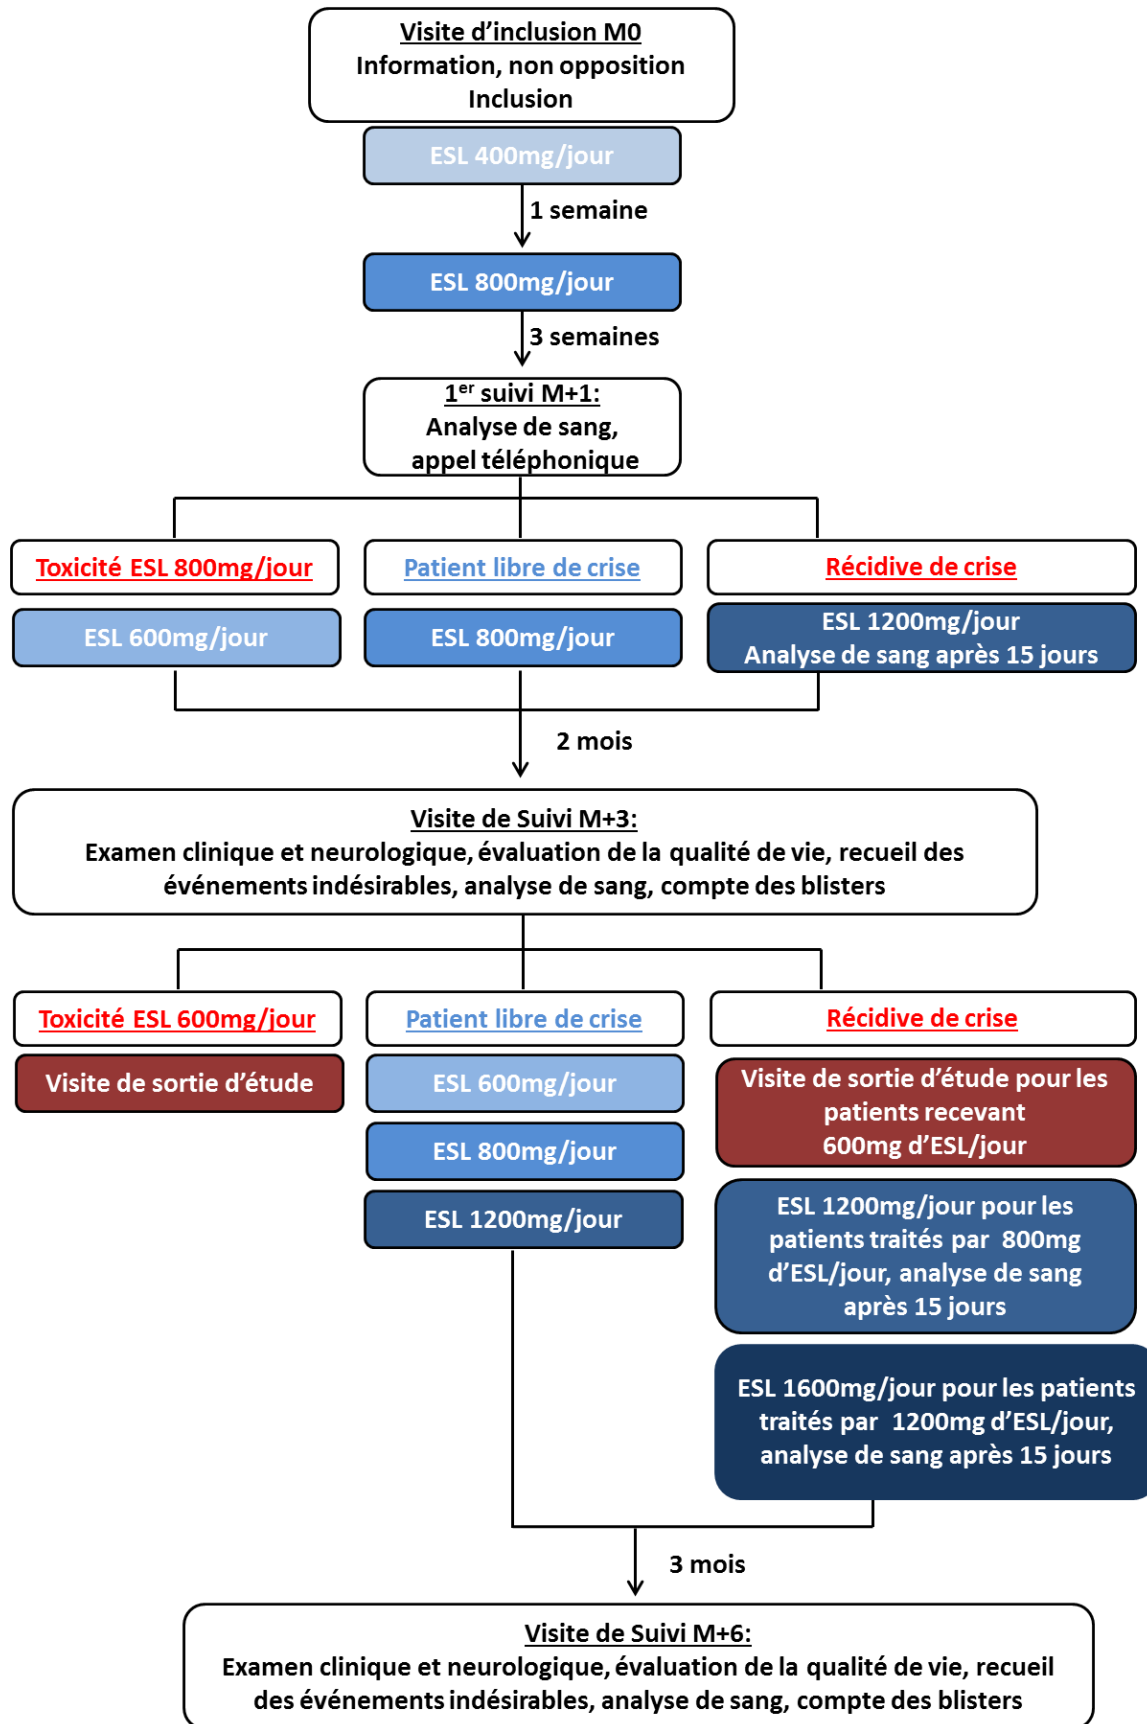 Visite d'inclusion M0
Information, non opposition
Inclusion
ESL 400mg/jour
1 semaine
ESL 800mg/jour
3 semaines
1er suivi M+1:
Analyse de sang,
appel téléphonique
Toxicité ESL 800mg/jour
Patient libre de crise
Récidive de crise
ESL 600mg/jour
ESL 800mg/jour
ESL 1200mg/jour
Analyse de sang après 15 jours
2 mois
Visite de Suivi M+3:
Examen clinique et neurologique, évaluation de la qualité de vie, recueil des
événements indésirables, analyse de sang, compte des blisters
Toxicité ESL 600mg/jour
Patient libre de crise
Récidive de crise
Visite de sortie d'étude
ESL 600mg/jour
ESL 800mg/jour
ESL 1200mg/jour
Visite de sortie d'étude pour les
patients recevant
600mg d'ESL/jour
ESL 1200mg/jour pour les
patients traités par 800mg
d'ESL/jour, analyse de sang
après 15 jours
ESL 1600mg/jour pour les patients
traités par 1200mg d'ESL/jour,
analyse de sang après 15 jours
3 mois
Visite de Suivi M+6:
Examen clinique et neurologique, évaluation de la qualité de vie, recueil
des événements indésirables, analyse de sang, compte des blisters